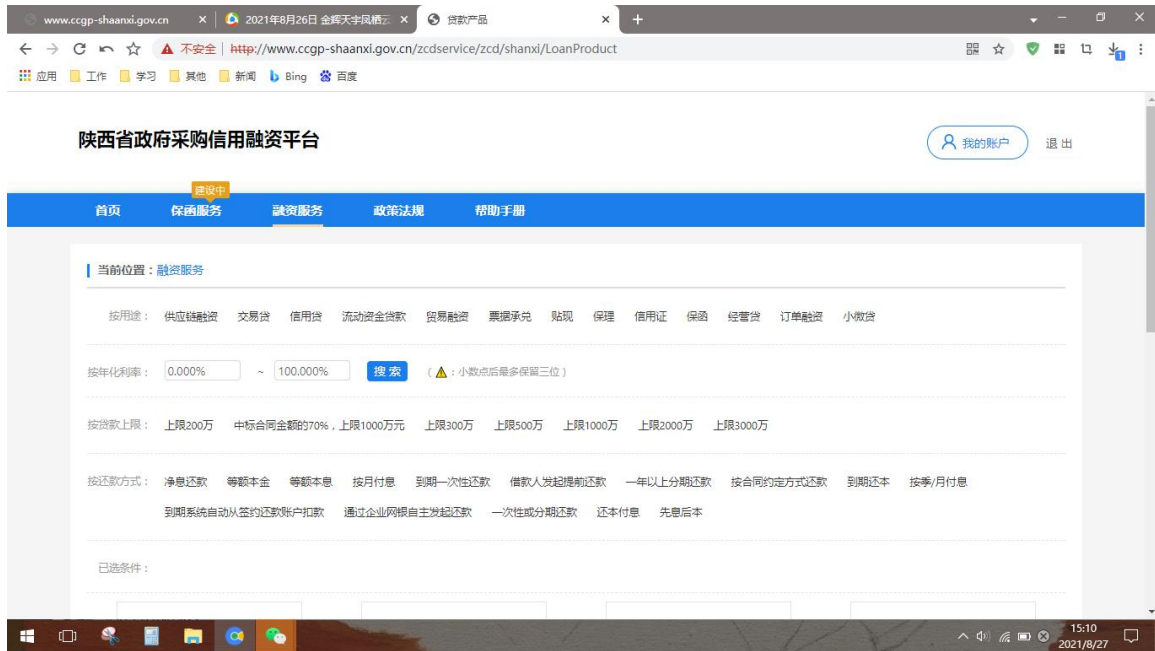 www.ccgp-shaanxi.gov.cn
2021年8月26日 金辉天宇凤栖云
贷款产品
不安全 http://www.ccgp-shaanxi.gov.cn/zcdservice/zcd/shanxi/LoanProduct
应用 工作 学习 其他 新闻 Bing 百度
陕西省政府采购信用融资平台
我的账户 退出
建设中
首页 保函服务 融资服务 政策法规 帮助手册
当前位置：融资服务
按用途： 供应链融资 交易贷 信用贷 流动资金贷款 贸易融资 票据承兑 贴现 保理 信用证 保函 经营贷 订单融资 小微贷
按年化利率： 0.000% ~ 100.000% 搜索 （ ：小数点后最多保留三位）
按贷款上限： 上限200万 中标合同金额的70%，上限1000万元 上限300万 上限500万 上限1000万 上限2000万 上限3000万
按还款方式： 净息还款 等额本金 等额本息 按月付息 到期一次性还款 借款人发起提前还款 一年以上分期还款 按合同约定方式还款 到期还本 按季/月付息
到期系统自动从签约还款账户扣款 通过企业网银自主发起还款 一次性或分期还款 还本付息 先息后本
已选条件：
15:10
2021/8/27